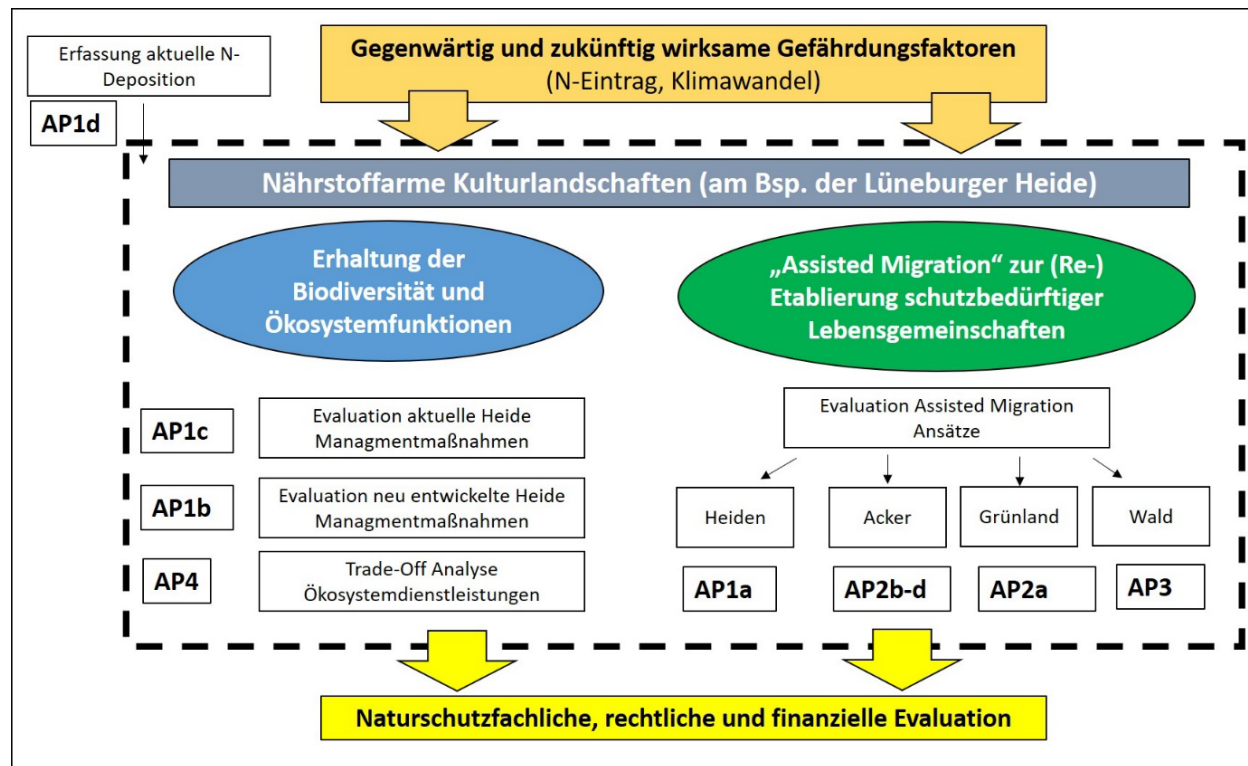 Erfassung aktuelle N-
Deposition
AP1d
Gegenwärtig und zukünftig wirksame Gefährdungsfaktoren
(N-Eintrag, Klimawandel)
Nährstoffarme Kulturlandschaften (am Bsp. der Lüneburger Heide)
Erhaltung der
Biodiversität und
Ökosystemfunktionen
„Assisted Migration“ zur (Re-)
Etablierung schutzbedürftiger
Lebensgemeinschaften
AP1c
Evaluation aktuelle Heide
Managmentmaßnahmen
AP1b
Evaluation neu entwickelte Heide
Managmentmaßnahmen
AP4
Trade-Off Analyse
Ökosystemdienstleistungen
Evaluation Assisted Migration
Ansätze
Heiden
Acker
Grünland
Wald
AP1a
AP2b-d
AP2a
AP3
Naturschutzfachliche, rechtliche und finanzielle Evaluation